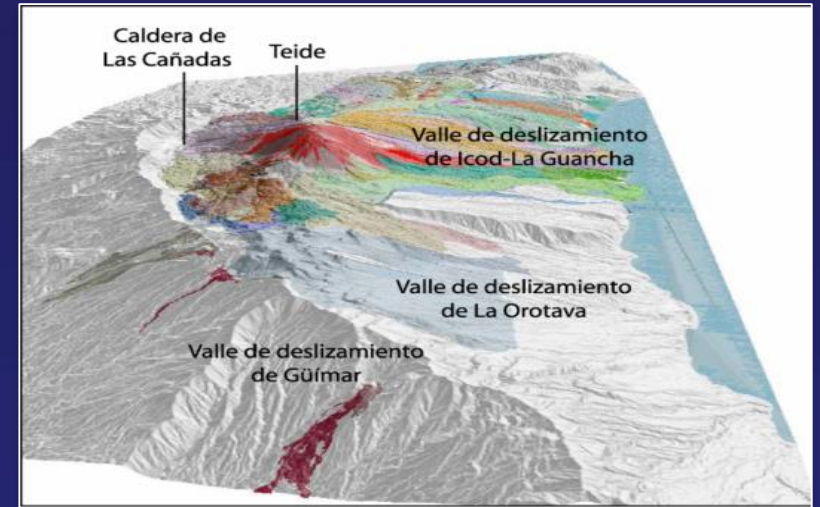 Caldera de
Las Cañadas
Teide
Valle de deslizamiento
de Icod-La Guancha
Valle de deslizamiento
de La Orotava
Valle de deslizamiento
de Güímar